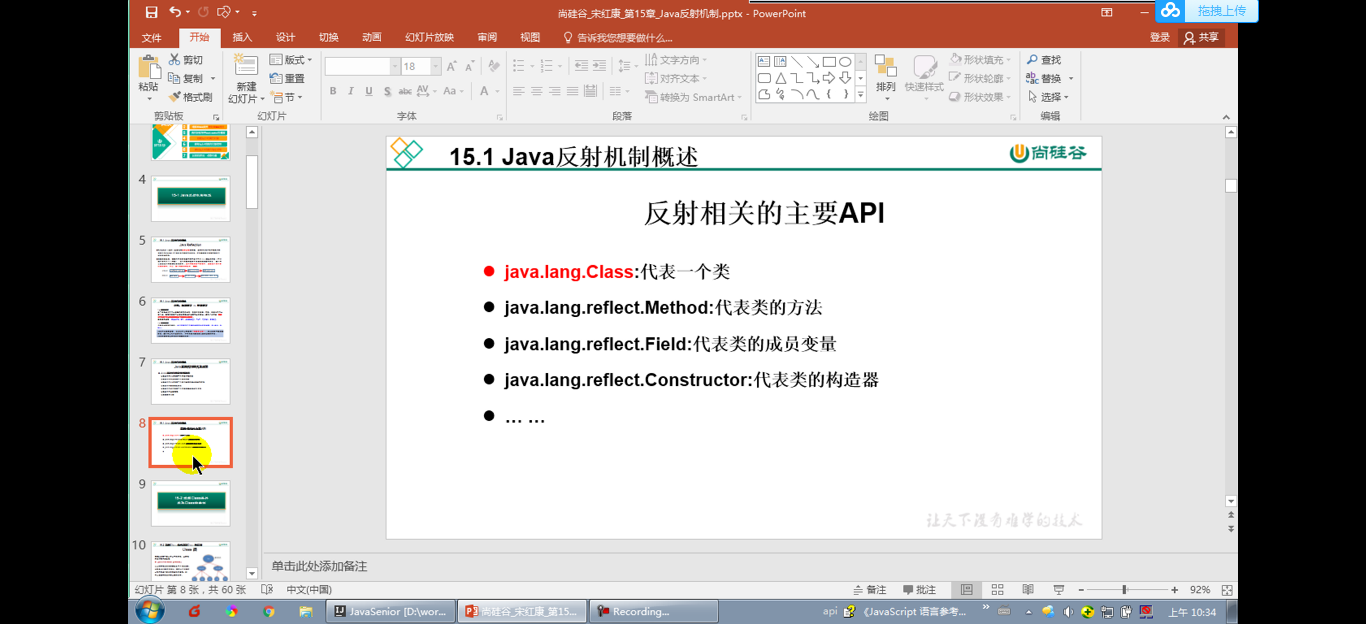 尚硅谷_宋红康_第15章_Java反射机制.pptx - PowerPoint
拖拽上传
文件 开始 插入 设计 切换 动画 幻灯片放映 审阅 视图 告诉我您想要做什么... 登录 共享
剪切
复制
格式刷
粘贴
剪贴板
新建
幻灯片
版式
重置
节
幻灯片
18
B I U S abc AV Aa A
字体
文字方向
对齐文本
转换为 SmartArt
段落
排列
快速样式
形状填充
形状轮廓
形状效果
绘图
查找
替换
选择
编辑
4
5
6
7
8
9
10
15.1 Java反射机制概述
尚硅谷
反射相关的主要API
java.lang.Class:代表一个类
java.lang.reflect.Method:代表类的方法
java.lang.reflect.Field:代表类的成员变量
java.lang.reflect.Constructor:代表类的构造器
... ...
让天下没有难学的技术
单击此处添加备注
幻灯片 第 8 张，共 60 张 中文(中国) 备注 批注 92%
JavaSenior [D:\wor... 尚硅谷_宋红康_第15... Recording... api 《JavaScript 语言参考... 上午 10:34